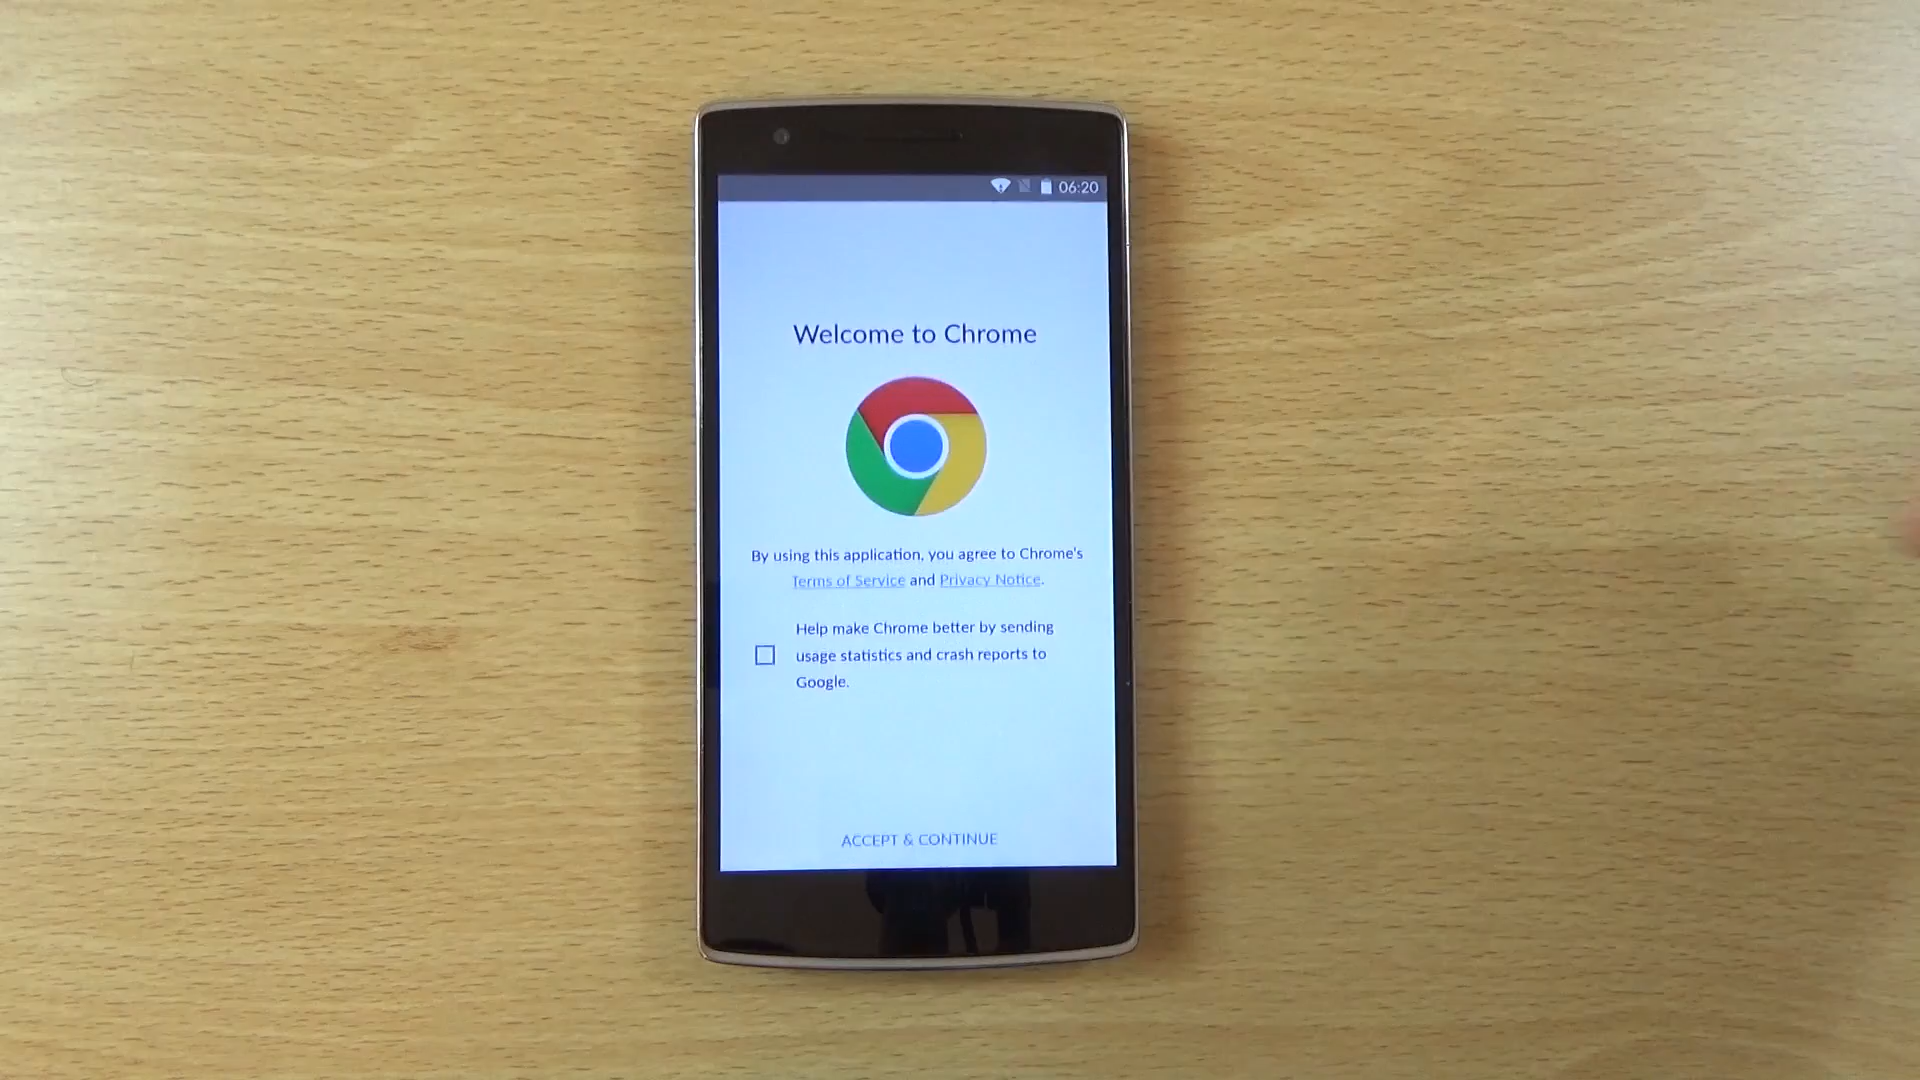 06:20
Welcome to Chrome
By using this application, you agree to Chrome's
Terms of Service and Privacy Notice.
Help make Chrome better by sending
usage statistics and crash reports to
Google.
ACCEPT & CONTINUE